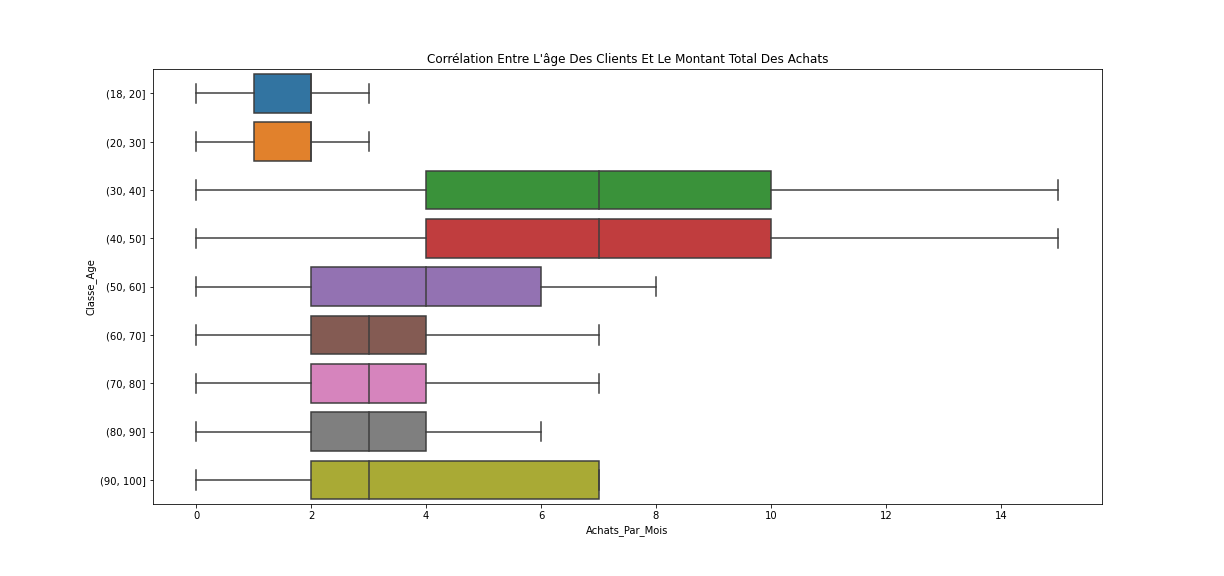 Corrélation Entre L'âge Des Clients Et Le Montant Total Des Achats
Classe_Age
(18, 20]
(20, 30]
(30, 40]
(40, 50]
(50, 60]
(60, 70]
(70, 80]
(80, 90]
(90, 100]
0 2 4 6 8 10 12 14
Achats_Par_Mois